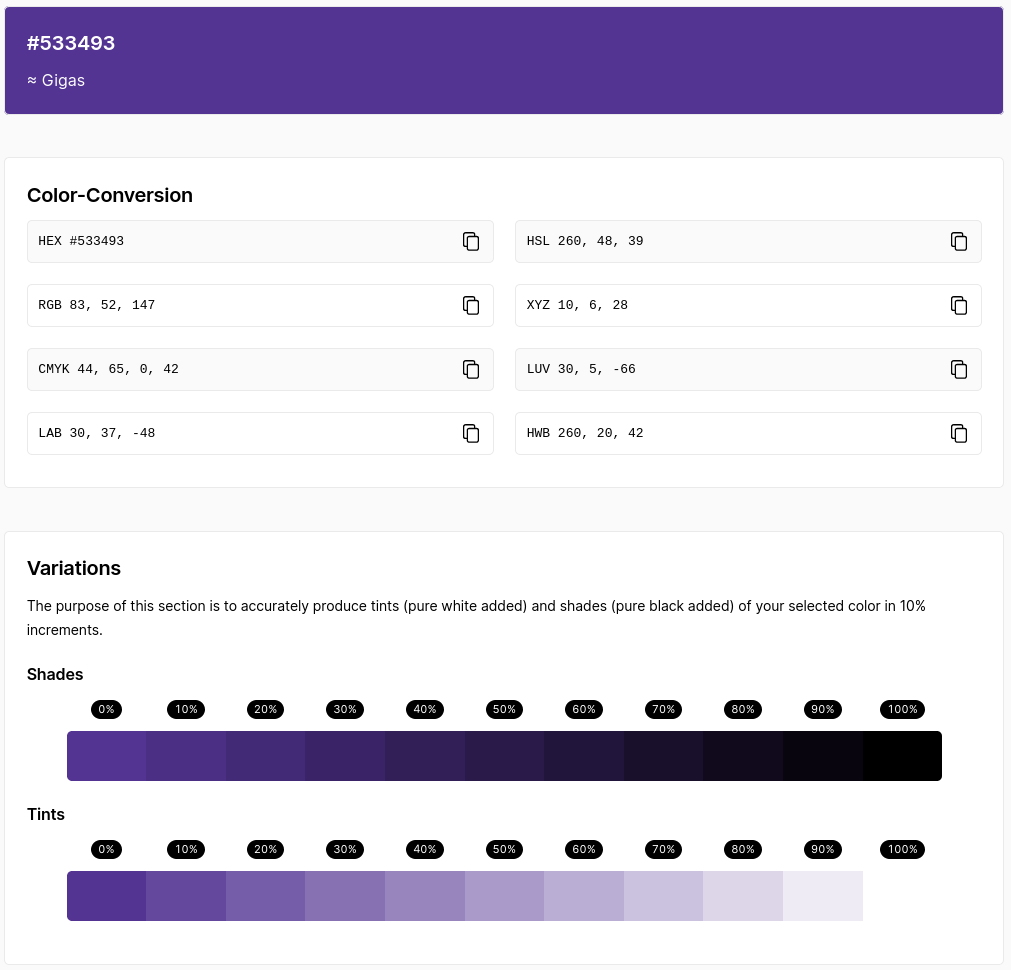 #533493
≈ Gigas
Color-Conversion
HEX #533493
HSL 260, 48, 39
RGB 83, 52, 147
XYZ 10, 6, 28
CMYK 44, 65, 0, 42
LUV 30, 5, -66
LAB 30, 37, -48
HWB 260, 20, 42
Variations
The purpose of this section is to accurately produce tints (pure white added) and shades (pure black added) of your selected color in 10%
increments.
Shades
0% 10% 20% 30% 40% 50% 60% 70% 80% 90% 100%
Tints
0% 10% 20% 30% 40% 50% 60% 70% 80% 90% 100%